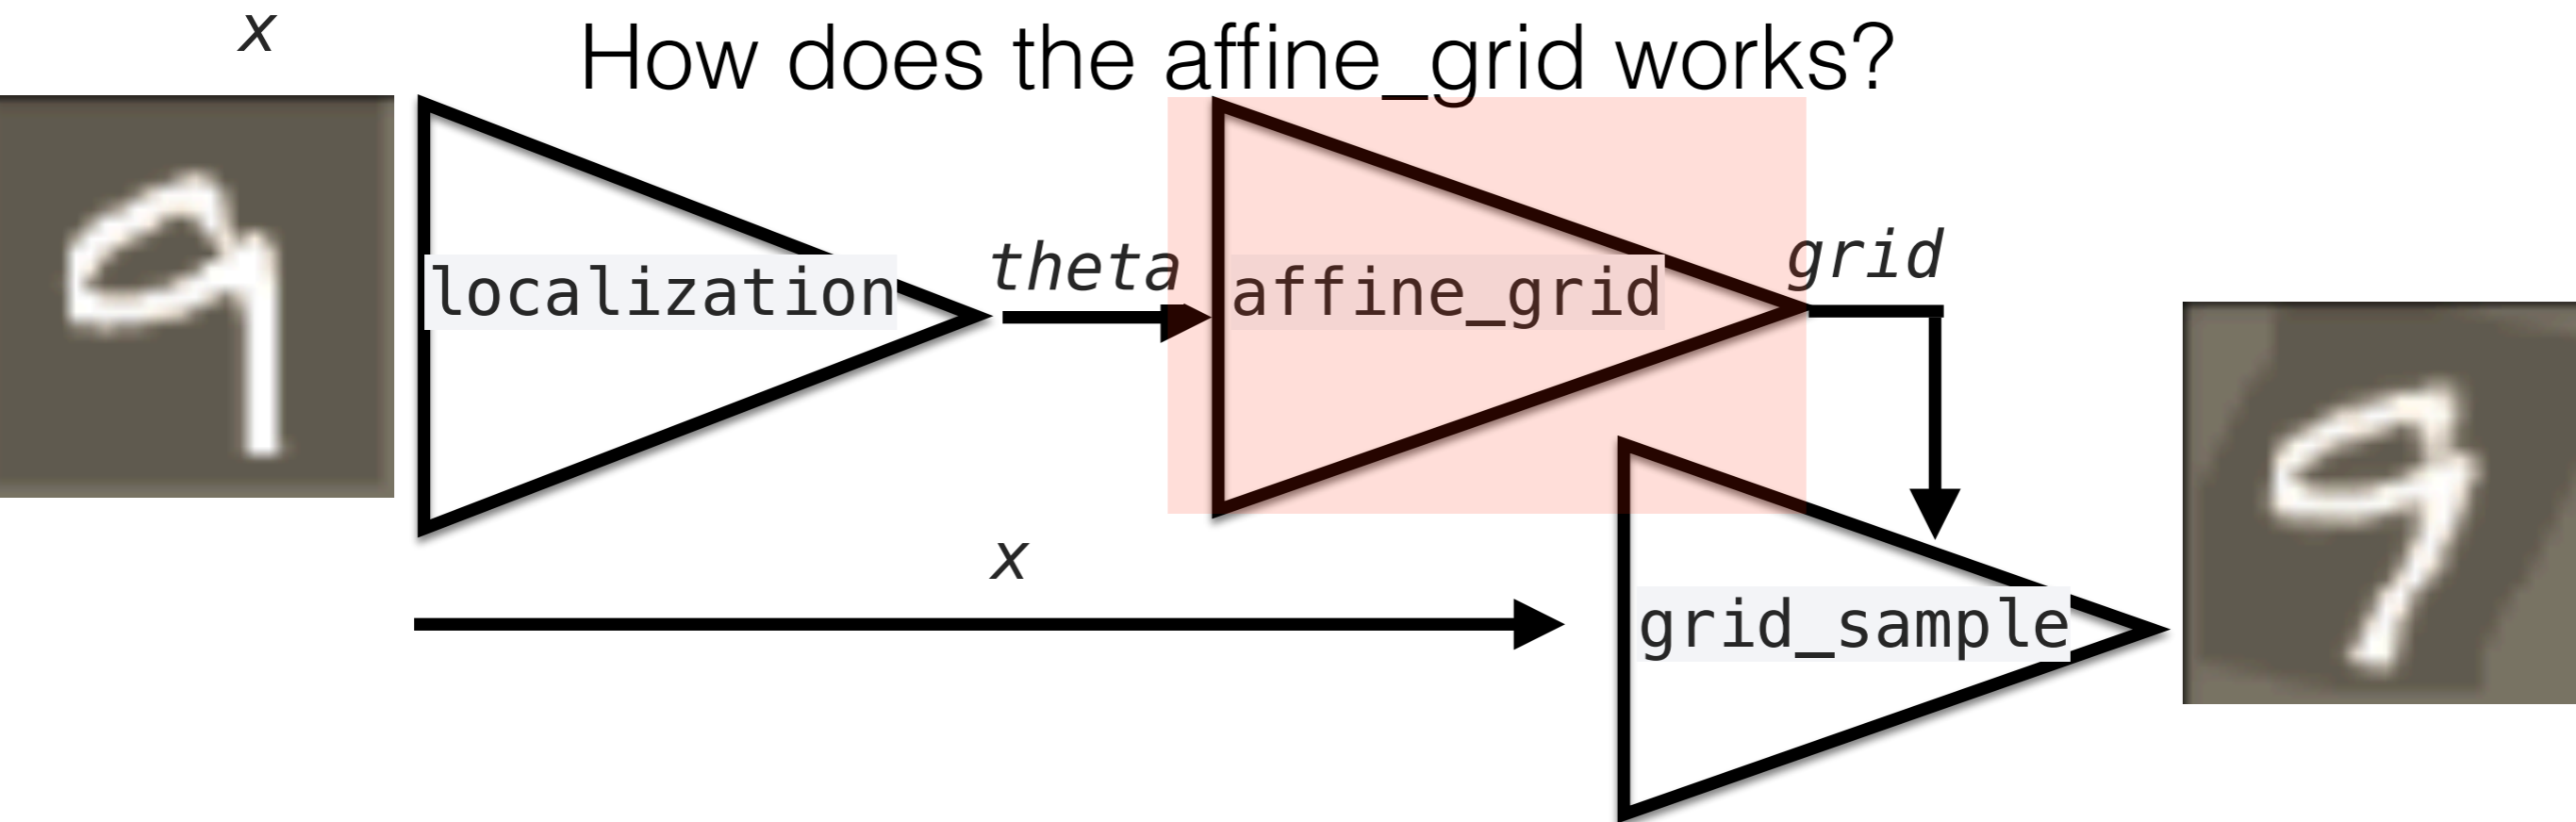 x
How does the affine_grid works?
localization
theta
affine_grid
grid
x
grid_sample